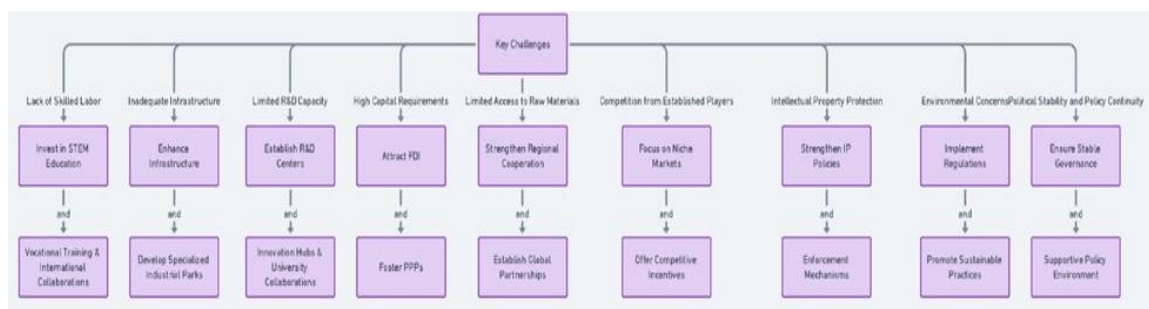 Key Challenges
Lack of Skilled Labor
Inadequate Infrastructure
Limited R&D Capacity
High Capital Requirements
Limited Access to Raw Materials
Competition from Established Players
Intellectual Property Protection
Environmental Concerns
Political Stability and Policy Continuity
Invest in STEM
Education
Enhance
Infrastructure
Establish R&D
Centers
Attract FDI
Strengthen Regional
Cooperation
Focus on Niche
Markets
Strengthen IP
Policies
Implement
Regulations
Ensure Stable
Governance
and
and
and
and
and
and
and
and
and
Vocational Training &
International
Collaborations
Develop Specialized
Industrial Parks
Innovation Hubs &
University
Collaborations
Foster PPPs
Establish Global
Partnerships
Offer Competitive
Incentives
Enforcement
Mechanisms
Promote Sustainable
Practices
Supportive Policy
Environment